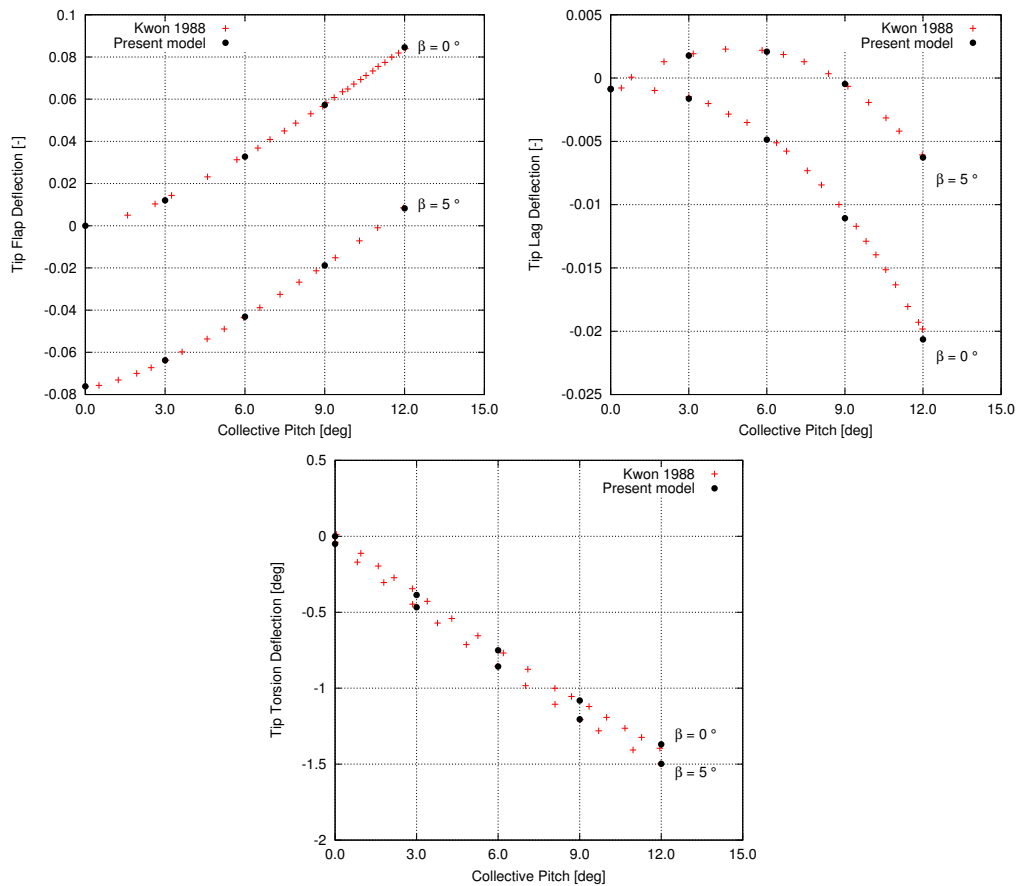 0.1
0.08
0.06
0.04
0.02
0
-0.02
-0.04
-0.06
-0.08
0.0 3.0 6.0 9.0 12.0 15.0
Tip Flap Deflection [-]
Collective Pitch [deg]
Kwon 1988
Present model
β = 0 °
β = 5 °
0.005
0
-0.005
-0.01
-0.015
-0.02
-0.025
0.0 3.0 6.0 9.0 12.0 15.0
Tip Lag Deflection [-]
Collective Pitch [deg]
Kwon 1988
Present model
β = 5 °
β = 0 °
0.5
0
-0.5
-1
-1.5
-2
0.0 3.0 6.0 9.0 12.0 15.0
Tip Torsion Deflection [deg]
Collective Pitch [deg]
Kwon 1988
Present model
β = 0 °
β = 5 °